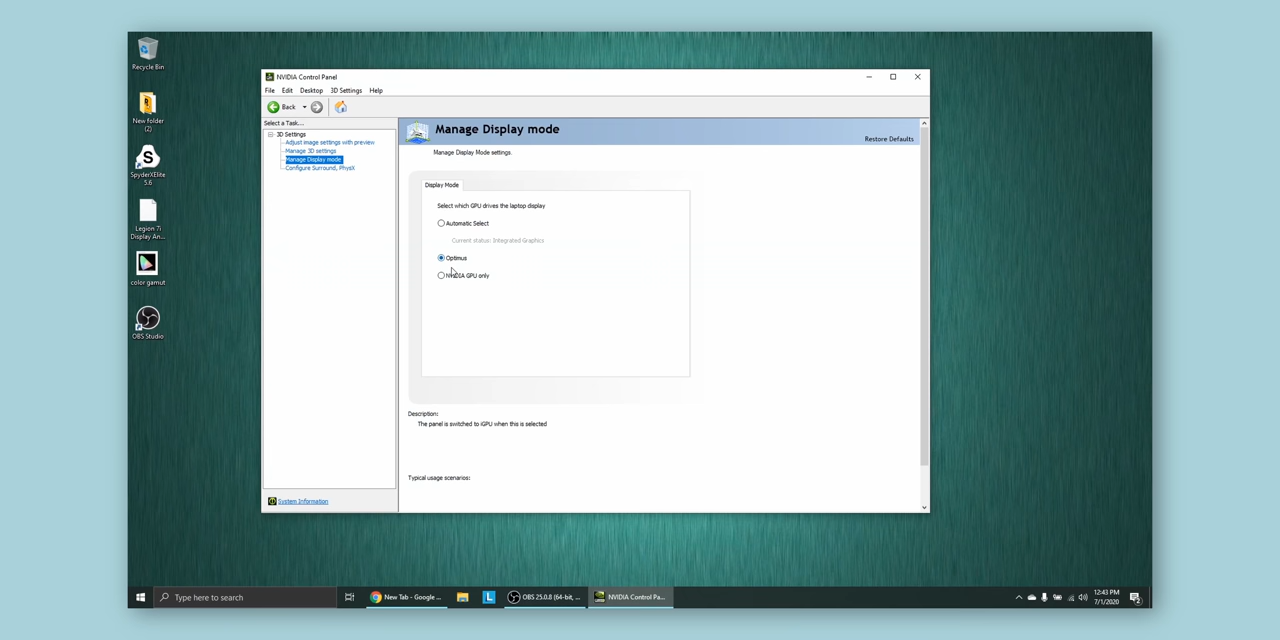 Recycle Bin
New folder
(2)
SpyderXElite
5.6
Legion 7i
Display An...
color gamut
OBS Studio
NVIDIA Control Panel
File Edit Desktop 3D Settings Help
Back
Select a Task...
3D Settings
Adjust image settings with preview
Manage 3D settings
Manage Display mode
Configure Surround, PhysX
System Information
Manage Display mode
Restore Defaults
Manage Display Mode settings.
Display Mode
Select which GPU drives the laptop display
Automatic Select
Current status: Integrated Graphics
Optimus
NVIDIA GPU only
Description:
The panel is switched to iGPU when this is selected
Typical usage scenarios:
Type here to search
New Tab - Google ...
L
OBS 25.0.8 (64-bit, ...
NVIDIA Control Pa...
12:43 PM
7/1/2020
2